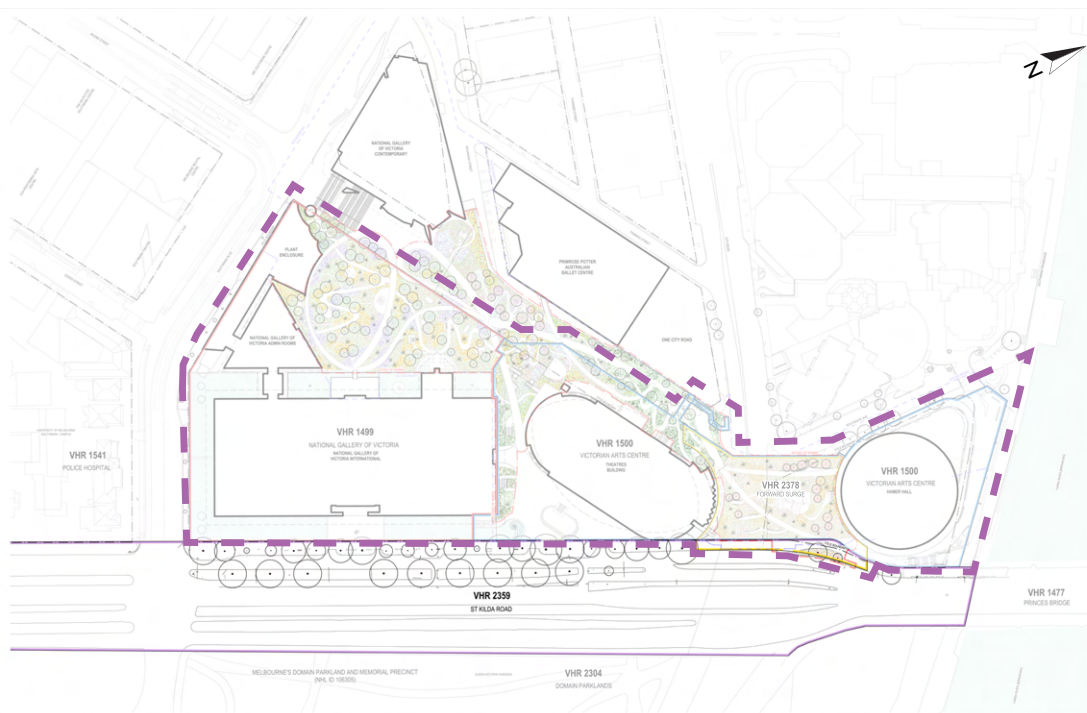 N
NATIONAL GALLERY
OF VICTORIA
CONTEMPORARY
PLANT
ENCLOSURE
PRIMROSE POTTER
AUSTRALIAN
BALLET CENTRE
NATIONAL GALLERY OF
VICTORIA ADMIN ROOMS
ONE CITY ROAD
VHR 1541
POLICE HOSPITAL
VHR 1499
NATIONAL GALLERY OF VICTORIA
NATIONAL GALLERY OF
VICTORIA INTERNATIONAL
VHR 1500
VICTORIAN ARTS CENTRE
THEATRES
BUILDING
VHR 2378
FORWARD SURGE
VHR 1500
VICTORIAN ARTS CENTRE
HAMER HALL
VHR 2359
ST KILDA ROAD
VHR 1477
PRINCES BRIDGE
MELBOURNE'S DOMAIN PARKLAND AND MEMORIAL PRECINCT
(NHL ID 106305)
VHR 2304
DOMAIN PARKLANDS